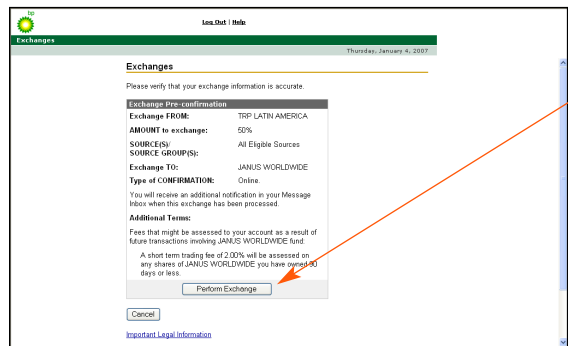 bp
Log Out | Help
Exchanges
Thursday, January 4, 2007
Exchanges
Please verify that your exchange information is accurate.
Exchange Pre-confirmation
Exchange FROM: TRP LATIN AMERICA
AMOUNT to exchange: 50%
SOURCE(S)/ All Eligible Sources
SOURCE GROUP(S):
Exchange TO: JANUS WORLDWIDE
Type of CONFIRMATION: Online.
You will receive an additional notification in your Message
Inbox when this exchange has been processed.
Additional Terms:
Fees that might be assessed to your account as a result of
future transactions involving JANUS WORLDWIDE fund:
A short term trading fee of 2.00% will be assessed on
any shares of JANUS WORLDWIDE you have owned 90
days or less.
Perform Exchange
Cancel
Important Legal Information